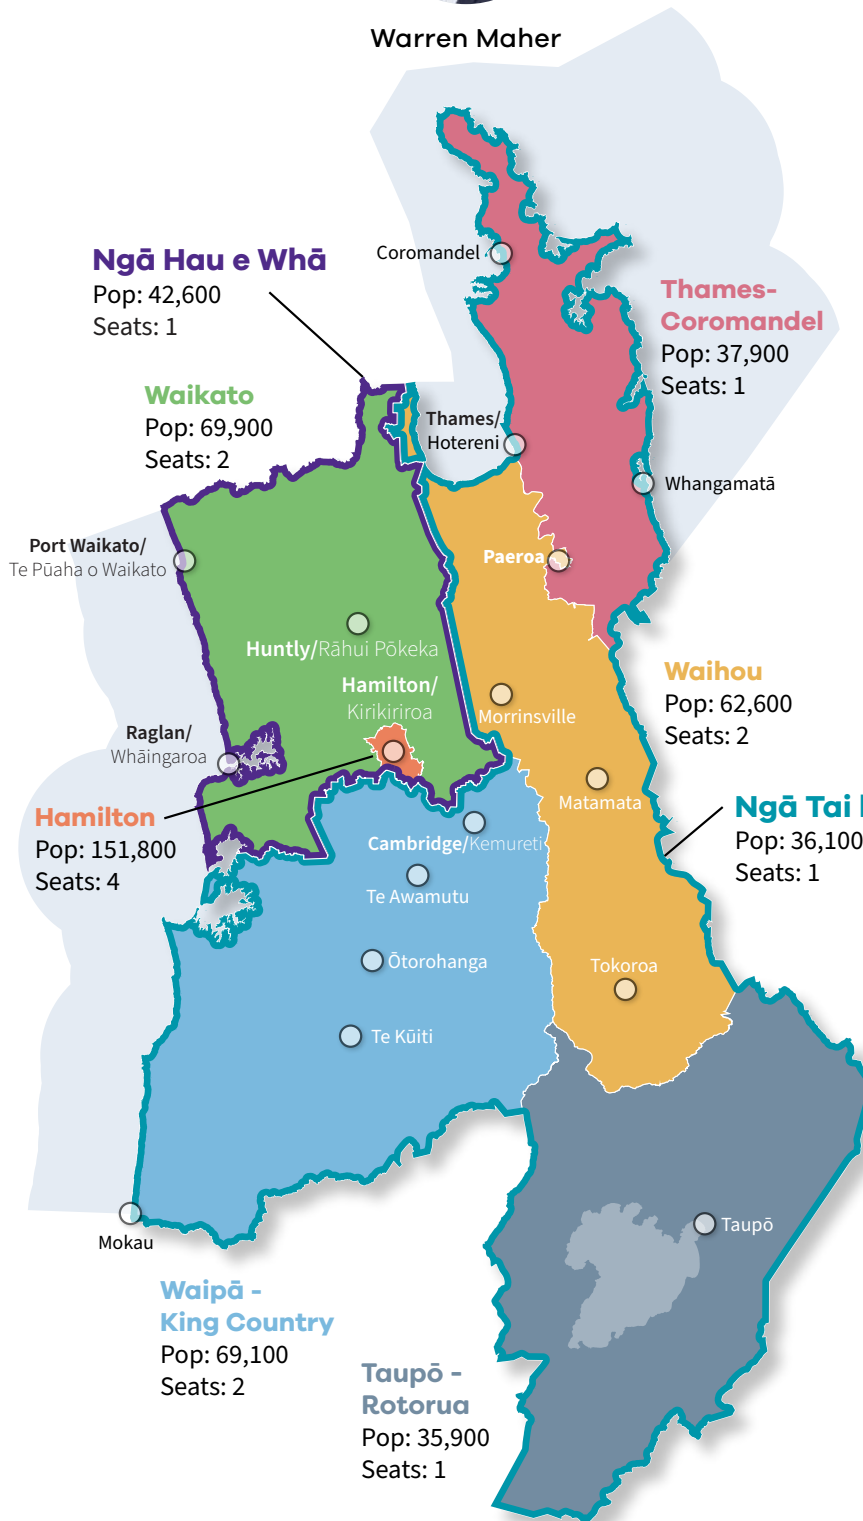 Warren Maher
Ngā Hau e Whā
Pop: 42,600
Seats: 1
Coromandel
Thames-
Coromandel
Pop: 37,900
Seats: 1
Waikato
Pop: 69,900
Seats: 2
Thames/
Hotereni
Whangamatā
Port Waikato/
Te Pūaha o Waikato
Paeroa
Huntly/Rāhui Pōkeka
Hamilton/
Kirikiriroa
Waihou
Pop: 62,600
Seats: 2
Morrinsville
Raglan/
Whāingaroa
Matamata
Hamilton
Pop: 151,800
Seats: 4
Ngā Tai
Pop: 36,100
Seats: 1
Cambridge/Kemureti
Te Awamutu
Ōtorohanga
Tokoroa
Te Kūiti
Mokau
Taupō
Waipā -
King Country
Pop: 69,100
Seats: 2
Taupō -
Rotorua
Pop: 35,900
Seats: 1